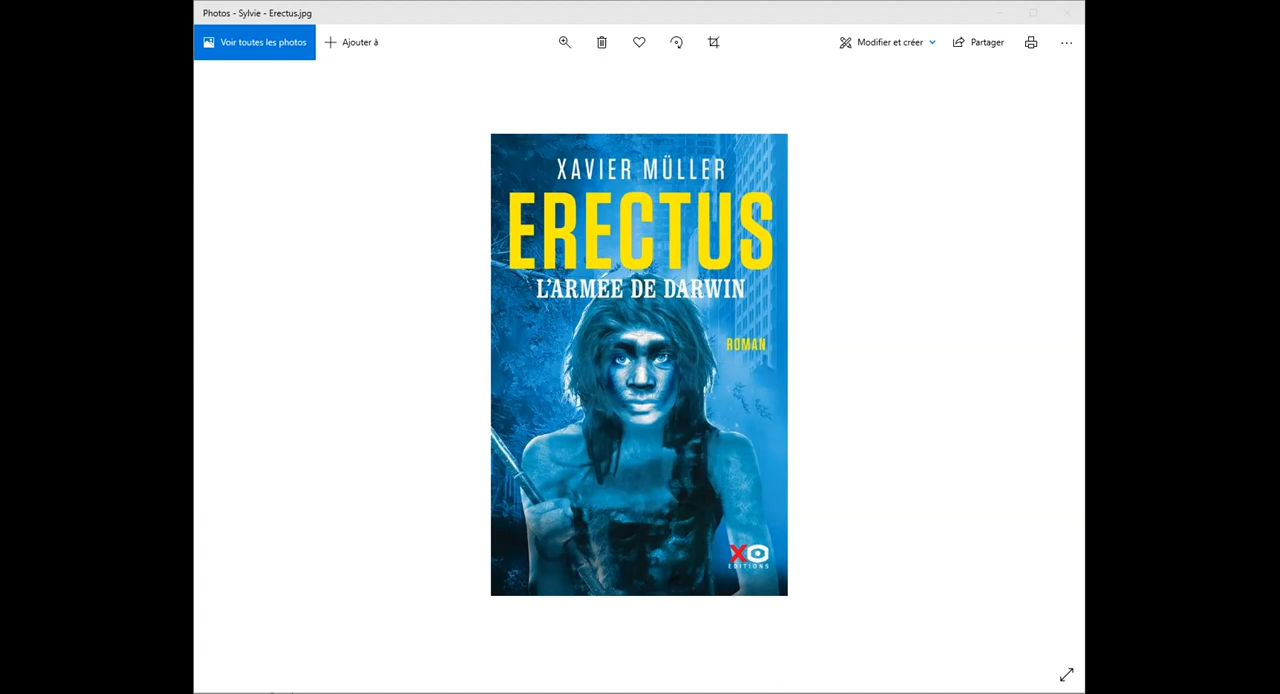 Photos - Sylvie - Erectus.jpg
Voir toutes les photos
Ajouter à
Modifier et créer
Partager
XAVIER MÜLLER
ERECTUS
L'ARMÉE DE DARWIN
ROMAN
XO
EDITIONS